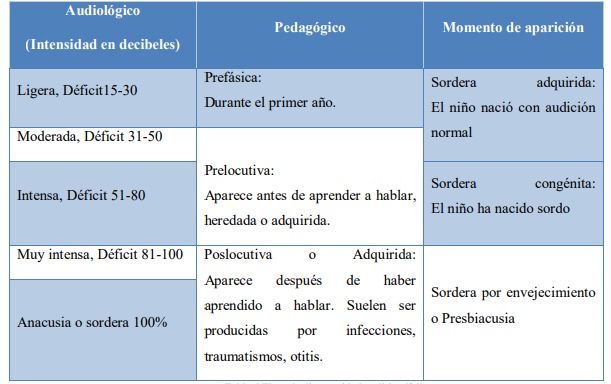 Audiológico
(Intensidad en decibeles)
Pedagógico
Momento de aparición
Ligera, Déficit15-30
Moderada, Déficit 31-50
Intensa, Déficit 51-80
Muy intensa, Déficit 81-100
Anacusia o sordera 100%
Prefásica:
Durante el primer año.
Prelocutiva:
Aparece antes de aprender a hablar,
heredada o adquirida.
Poslocutiva o Adquirida:
Aparece después de haber
aprendido a hablar. Suelen ser
producidas por infecciones,
traumatismos, otitis.
Sordera adquirida:
El niño nació con audición
normal
Sordera congénita:
El niño ha nacido sordo
Sordera por envejecimiento
o Presbiacusia